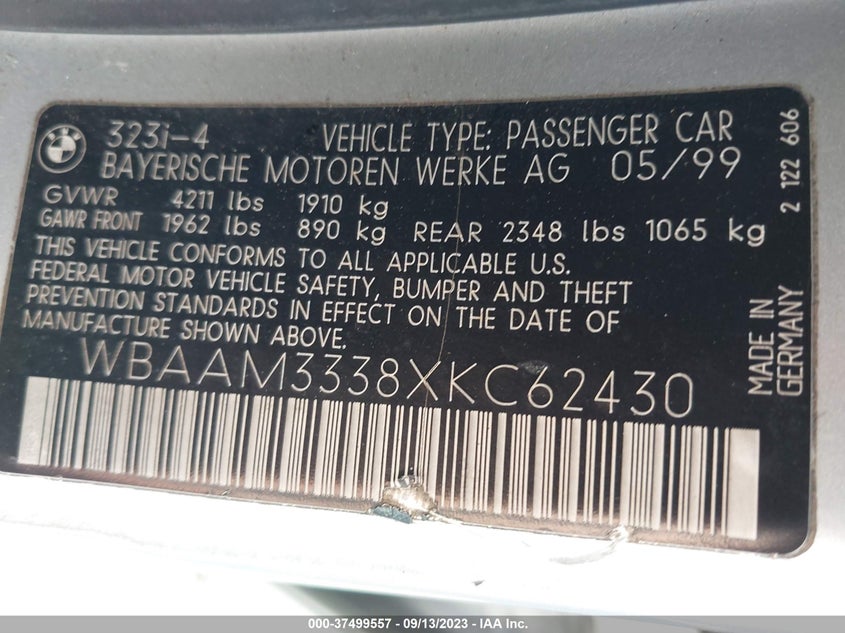 BMW
323i-4 VEHICLE TYPE: PASSENGER CAR
BAYERISCHE MOTOREN WERKE AG 05/99
GVWR 4211 lbs 1910 kg
GAWR FRONT 1962 lbs 890 kg REAR 2348 lbs 1065 kg
THIS VEHICLE CONFORMS TO ALL APPLICABLE U.S.
FEDERAL MOTOR VEHICLE SAFETY, BUMPER AND THEFT
PREVENTION STANDARDS IN EFFECT ON THE DATE OF
MANUFACTURE SHOWN ABOVE.
WBAAM3338XKC62430
MADE IN
GERMANY
2 122 606
000-37499557 - 09/13/2023 - IAA Inc.